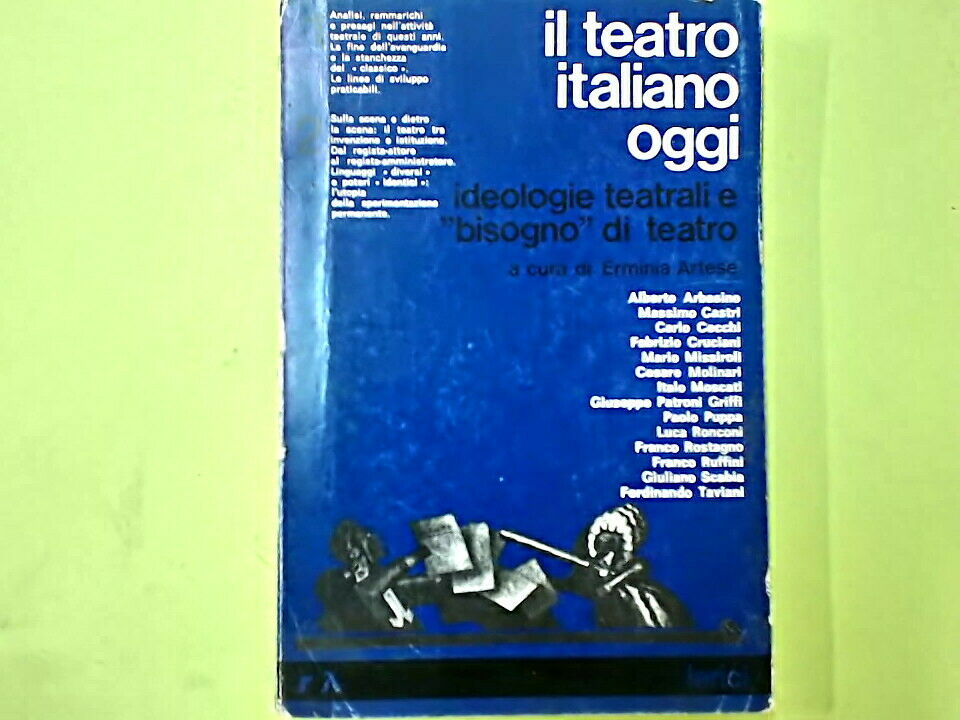 Analisi, rammarichi
e presagi nell'attività
teatrale di questi anni.
La fine dell'avanguardia
e la stanchezza
del « classico ».
Le linee di sviluppo
praticabili.
Sulla scena e dietro
la scena: il teatro tra
invenzione e istituzione.
Dal regista-attore
al regista-amministratore.
Linguaggi « diversi »
e poteri « identici »:
l'utopia
della sperimentazione
permanente.
il teatro
italiano
oggi
ideologie teatrali e
"bisogno" di teatro
a cura di Erminia Artese
Alberto Arbasino
Massimo Castri
Carlo Cecchi
Fabrizio Cruciani
Mario Missiroli
Cesare Molinari
Italo Moscati
Giuseppe Patroni Griffi
Paolo Puppa
Luca Ronconi
Franco Rostagno
Franco Ruffini
Giuliano Scabia
Ferdinando Taviani